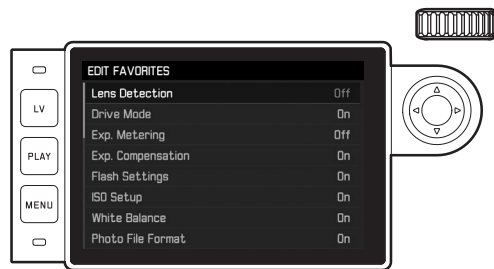 EDIT FAVORITES
Lens Detection Off
Drive Mode On
Exp. Metering Off
Exp. Compensation On
Flash Settings On
ISO Setup On
White Balance On
Photo File Format On
LV
PLAY
MENU